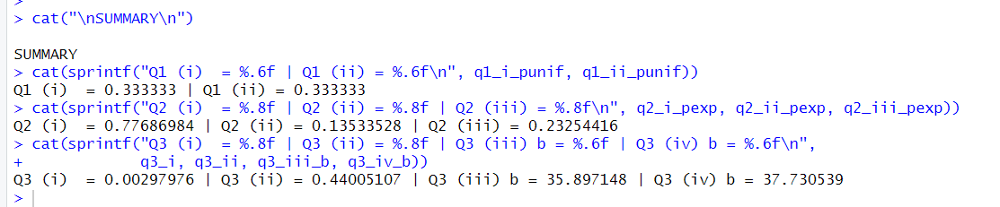 >
> cat("\nSUMMARY\n")
SUMMARY
> cat(sprintf("Q1 (i)  = %.6f | Q1 (ii) = %.6f\n", q1_i_punif, q1_ii_punif))
Q1 (i)  = 0.333333 | Q1 (ii) = 0.333333
> cat(sprintf("Q2 (i)  = %.8f | Q2 (ii) = %.8f | Q2 (iii) = %.8f\n", q2_i_pexp, q2_ii_pexp, q2_iii_pexp))
Q2 (i)  = 0.77686984 | Q2 (ii) = 0.13533528 | Q2 (iii) = 0.23254416
> cat(sprintf("Q3 (i)  = %.8f | Q3 (ii) = %.8f | Q3 (iii) b = %.6f | Q3 (iv) b = %.6f\n",
+             q3_i, q3_ii, q3_iii_b, q3_iv_b))
Q3 (i)  = 0.00297976 | Q3 (ii) = 0.44005107 | Q3 (iii) b = 35.897148 | Q3 (iv) b = 37.730539
>